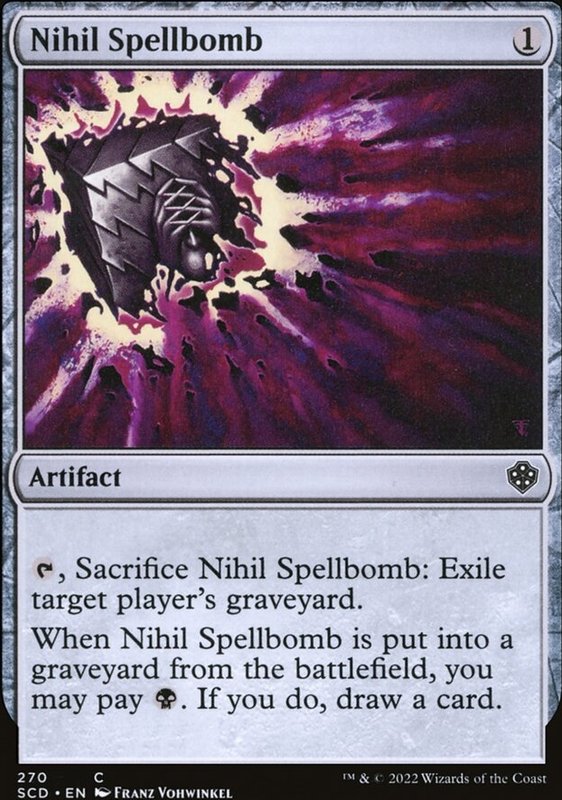 Nihil Spellbomb 1
Artifact
, Sacrifice Nihil Spellbomb: Exile
target player's graveyard.
When Nihil Spellbomb is put into a
graveyard from the battlefield, you
may pay . If you do, draw a card.
270 C
SCD • EN Franz Vohwinkel
™ & © 2022 Wizards of the Coast